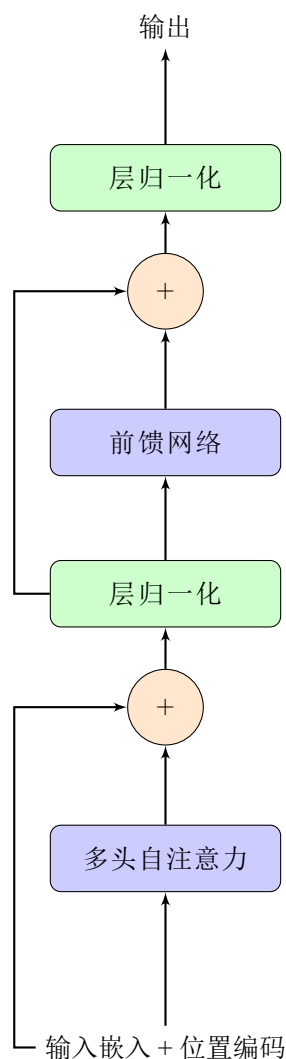 输出
层归一化
+
前馈网络
层归一化
+
多头自注意力
输入嵌入 + 位置编码